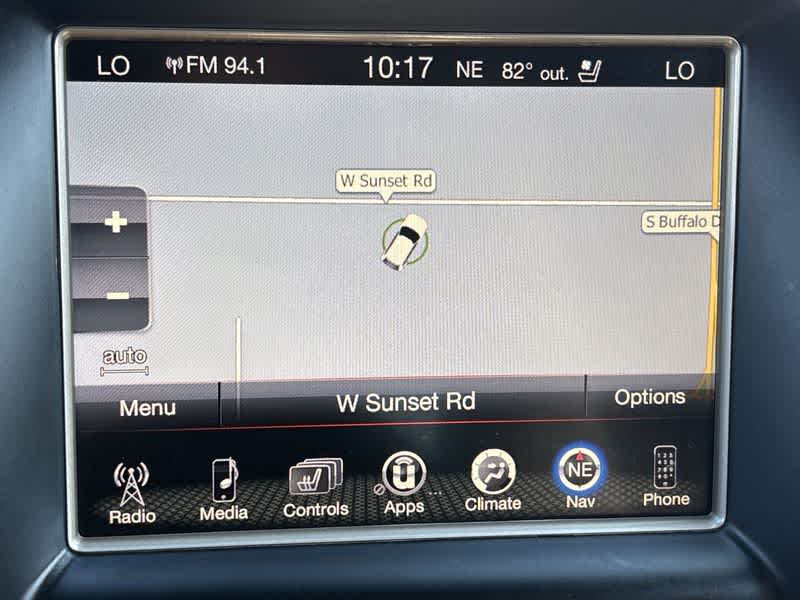 LO FM 94.1 10:17 NE 82° out. LO
W Sunset Rd
S Buffalo D
+
−
auto
Menu W Sunset Rd Options
NE
Radio Media Controls Apps Climate Nav Phone